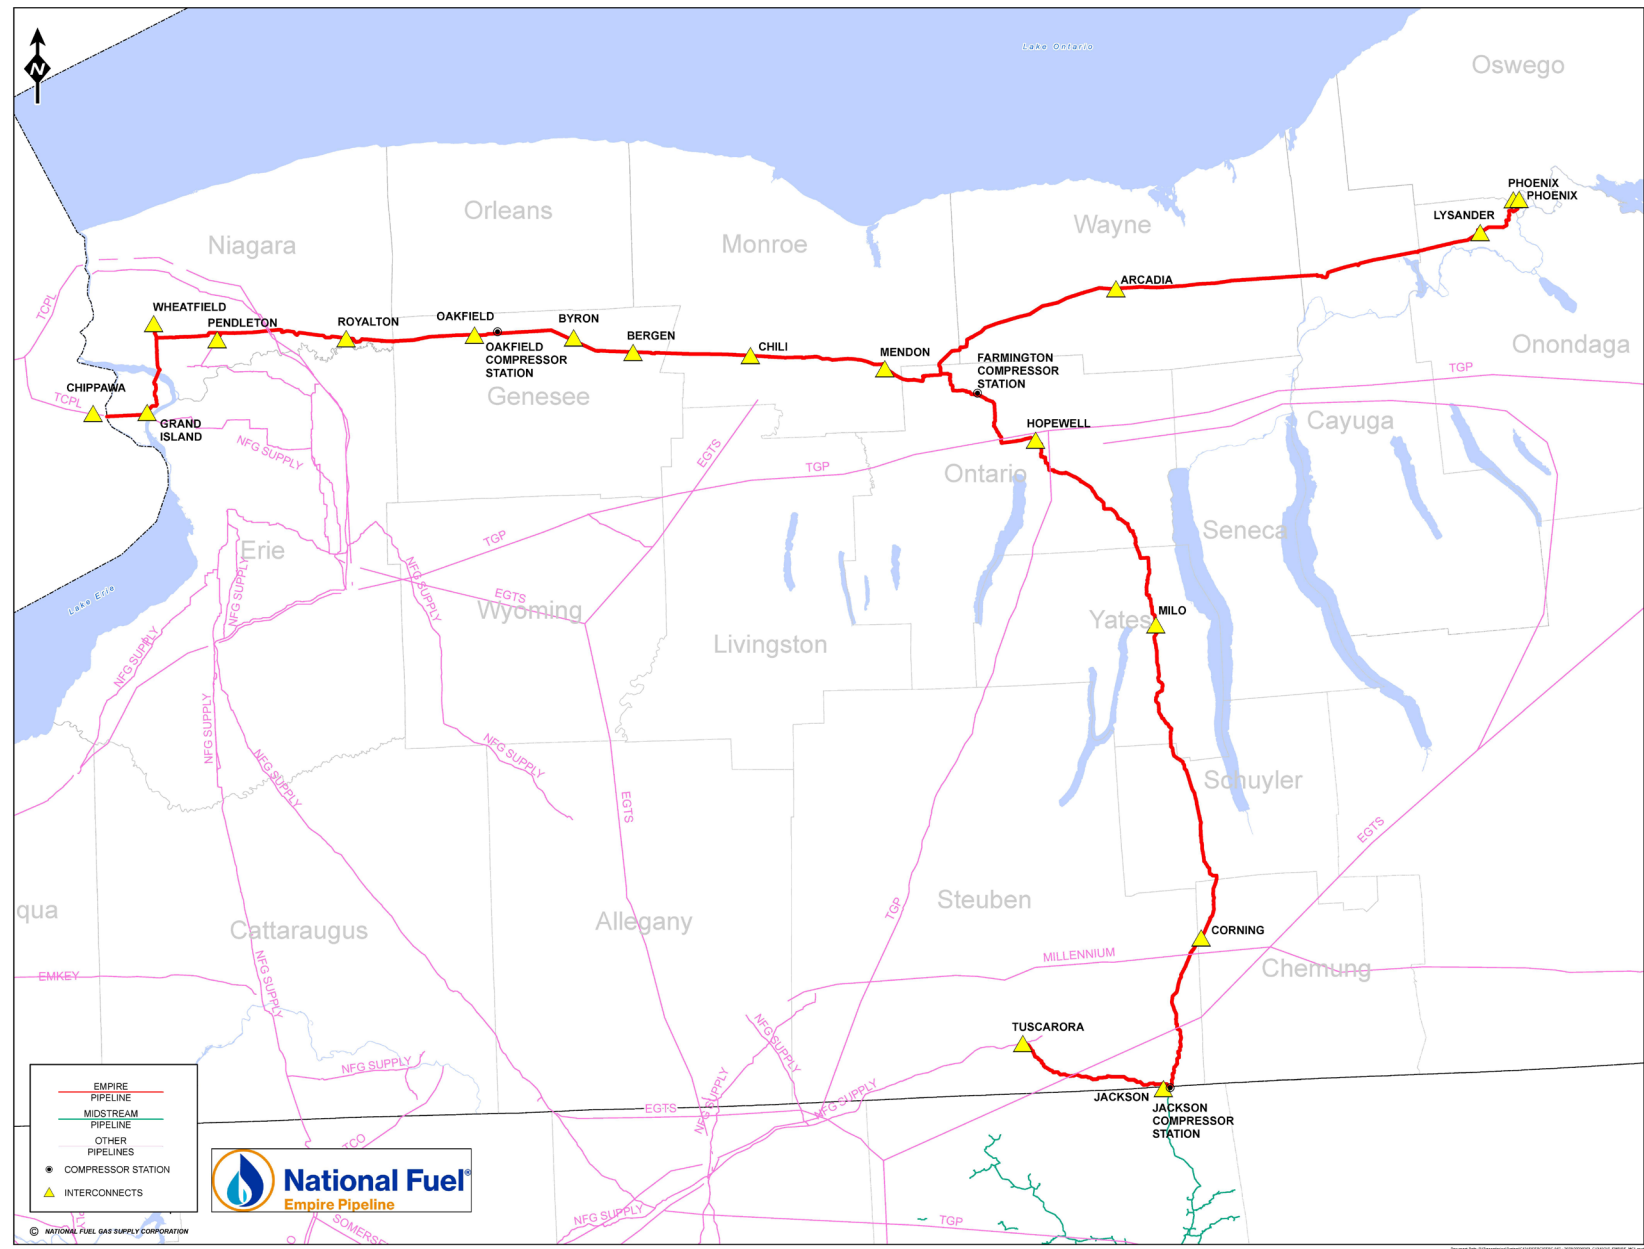 Lake Ontario
Oswego
N
PHOENIX
PHOENIX
LYSANDER
Orleans
Niagara
Monroe
Wayne
ARCADIA
TCPL
WHEATFIELD
PENDLETON
ROYALTON
OAKFIELD
BYRON
BERGEN
CHILI
MENDON
OAKFIELD
COMPRESSOR
STATION
FARMINGTON
COMPRESSOR
STATION
Onondaga
TGP
CHIPPAWA
TCPL
GRAND
ISLAND
Genesee
HOPEWELL
Cayuga
NFG SUPPLY
EGTS
TGP
Ontario
Seneca
TGP
Erie
NFG SUPPLY
NFG SUPPLY
EGTS
Wyoming
Lake Erie
MILO
Yates
Livingston
NFG SUPPLY
NFG SUPPLY
NFG SUPPLY
NFG SUPPLY
EGTS
Schuyler
EGTS
Steuben
TGP
qua
Cattaraugus
Allegany
CORNING
MILLENNIUM
Chemung
EMKEY
NFG SUPPLY
TUSCARORA
NFG SUPPLY
NFG SUPPLY
NFG SUPPLY
NFG SUPPLY
EGTS
JACKSON
JACKSON
COMPRESSOR
STATION
EMPIRE
PIPELINE
MIDSTREAM
PIPELINE
OTHER
PIPELINES
COMPRESSOR STATION
INTERCONNECTS
TCO
National Fuel®
Empire Pipeline
NFG SUPPLY
TGP
SOMERSE
© NATIONAL FUEL GAS SUPPLY CORPORATION